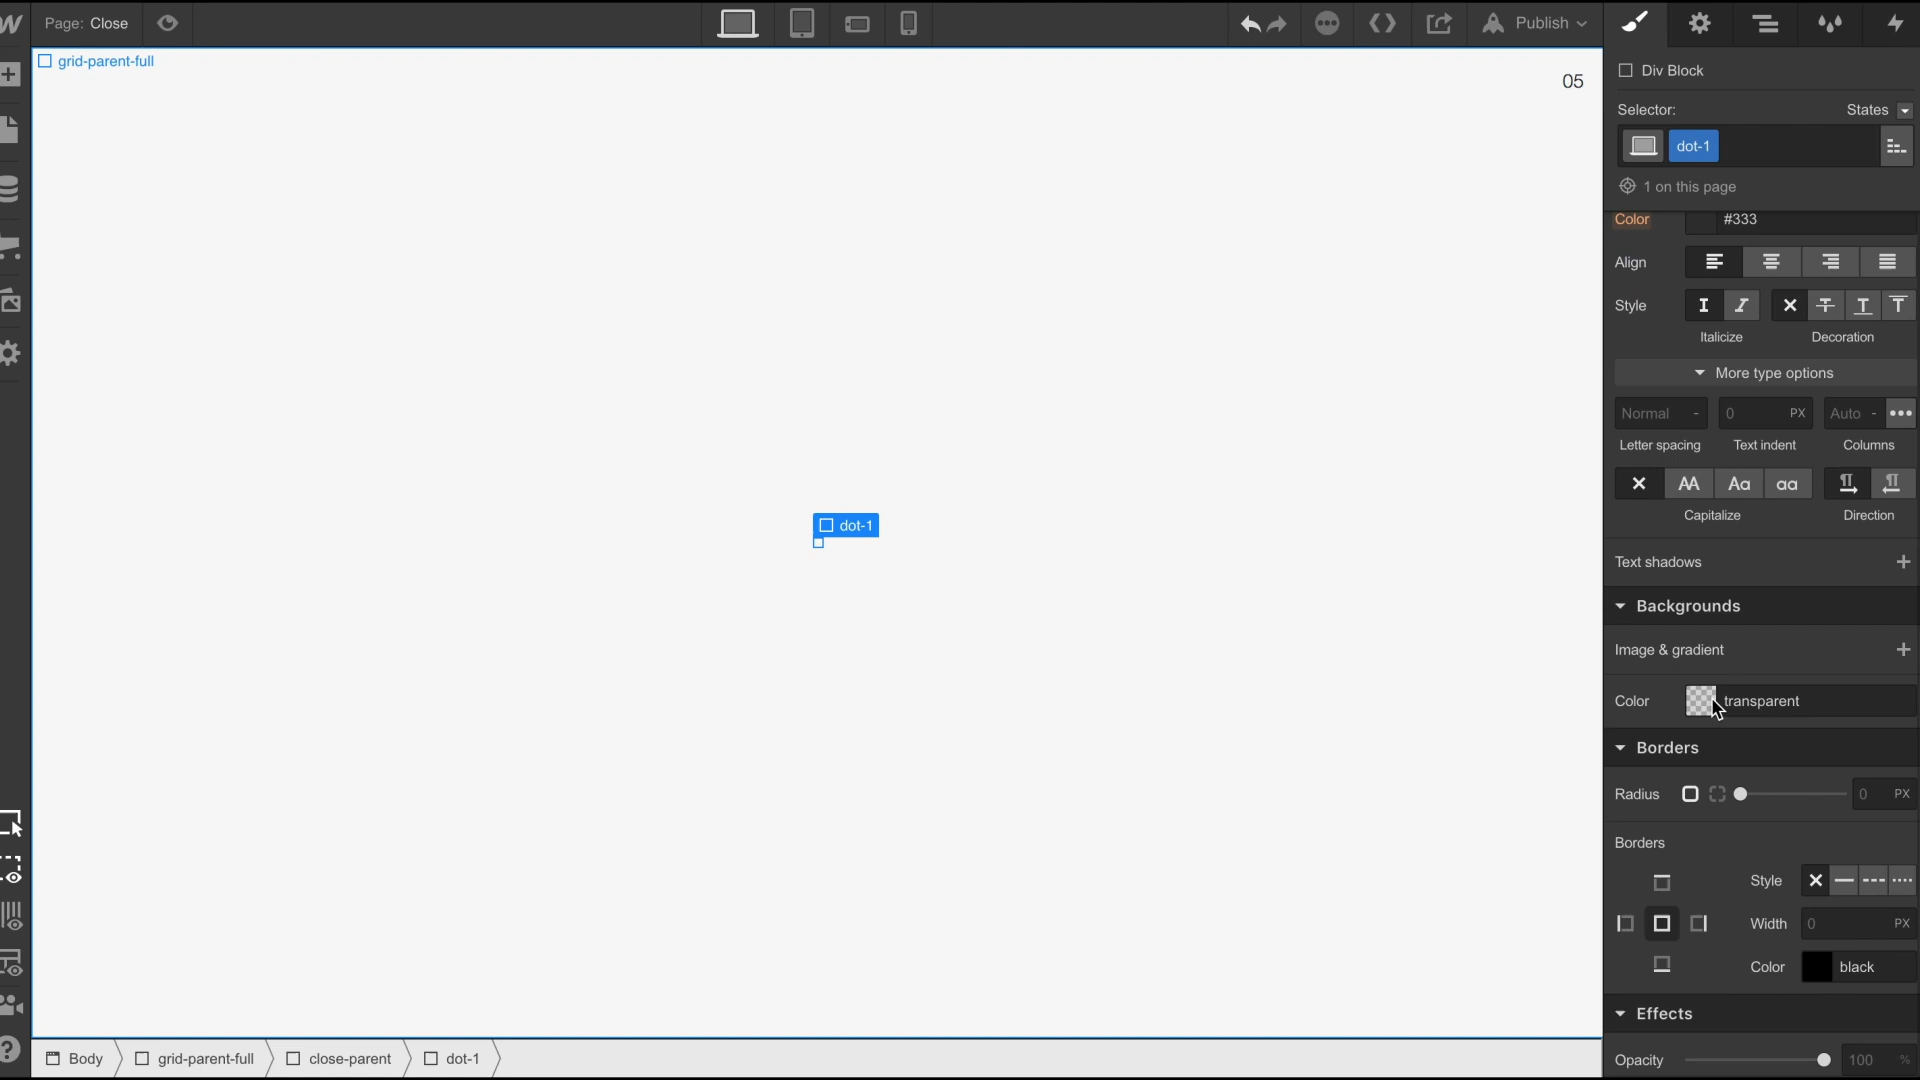 Page: Close
Publish
grid-parent-full
05
dot-1
Body
grid-parent-full
close-parent
dot-1
Div Block
Selector:
States
dot-1
1 on this page
Color
#333
Align
Style
Italicize
Decoration
More type options
Normal -
0 PX
Auto -
Letter spacing
Text indent
Columns
AA
Aa
aa
Capitalize
Direction
Text shadows
Backgrounds
Image & gradient
Color
transparent
Borders
Radius
0 PX
Borders
Style
Width
0 PX
Color
black
Effects
Opacity
100 %